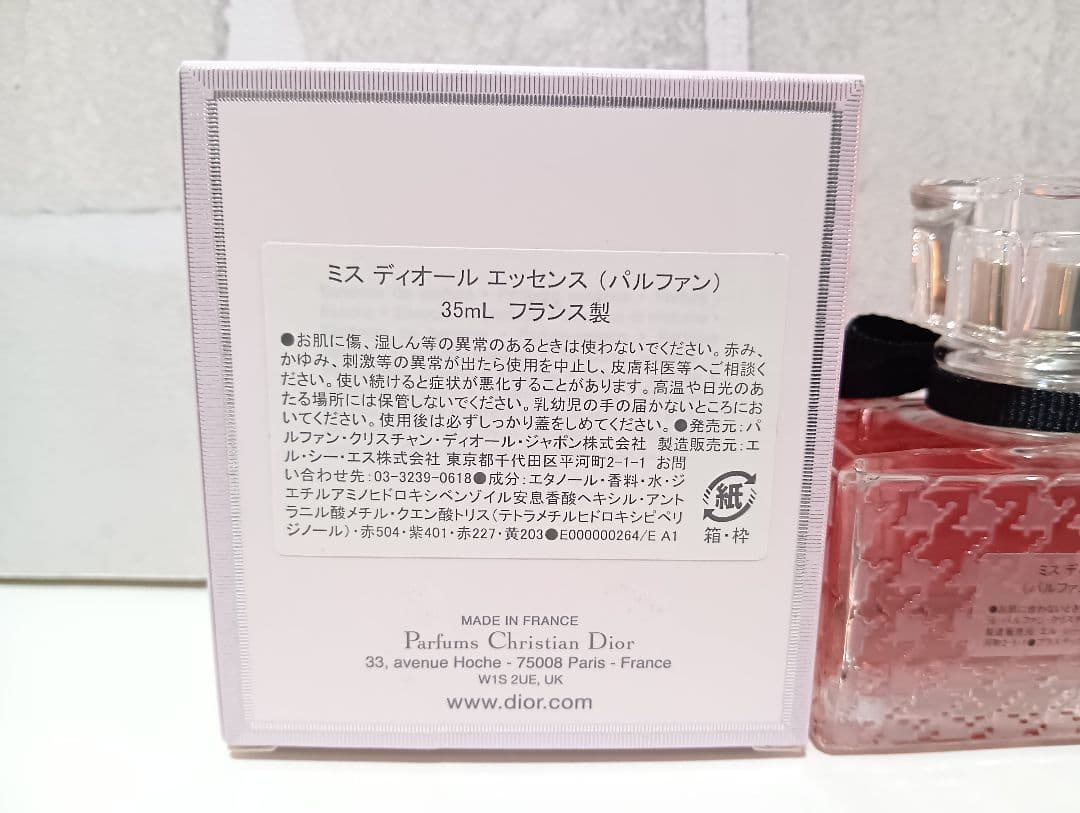 ミス ディオール エッセンス（パルファン）
35mL フランス製
●お肌に傷、湿しん等の異常のあるときは使わないでください。赤み、
かゆみ、刺激等の異常が出たら使用を中止し、皮膚科医等へご相談く
ださい。使い続けると症状が悪化することがあります。高温や日光のあ
たる場所には保管しないでください。乳幼児の手の届かないところにお
いてください。使用後は必ずしっかり蓋をしめてください。●発売元:パ
ルファン・クリスチャン・ディオール・ジャポン株式会社 製造販売元:エ
ル・シー・エス株式会社 東京都千代田区平河町2-1-1 お問
い合わせ先:03-3239-0618●成分:エタノール・香料・水・ジ
エチルアミノヒドロキシベンゾイル安息香酸ヘキシル・アント
ラニル酸メチル・クエン酸トリス(テトラメチルヒドロキシピペリ
ジノール)・赤504・紫401・赤227・黄203●E000000264/E A1
紙
箱・枠
MADE IN FRANCE
Parfums Christian Dior
33, avenue Hoche - 75008 Paris - France
W1S 2UE, UK
www.dior.com
ミス デ
(パルファ
●お肌に合わないとき